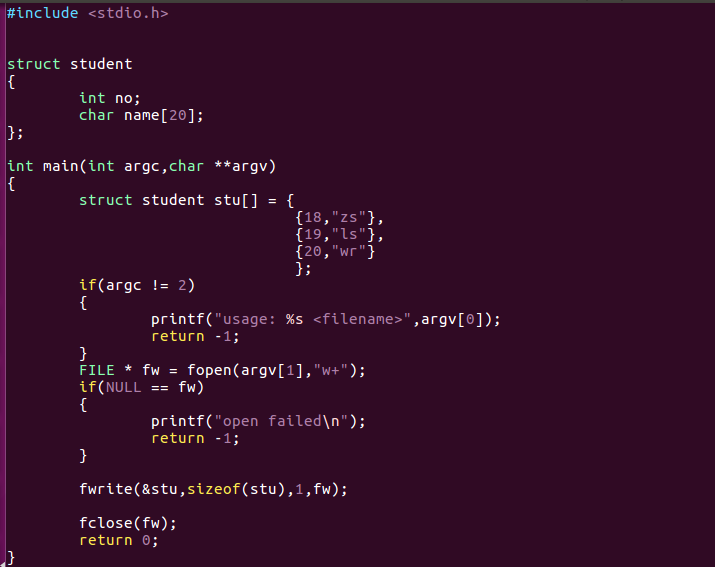 #include <stdio.h>
struct student
{
int no;
char name[20];
};
int main(int argc,char **argv)
{
struct student stu[] = {
{18,"zs"},
{19,"ls"},
{20,"wr"}
};
if(argc != 2)
{
printf("usage: %s <filename>",argv[0]);
return -1;
}
FILE * fw = fopen(argv[1],"w+");
if(NULL == fw)
{
printf("open failed\n");
return -1;
}
fwrite(&stu,sizeof(stu),1,fw);
fclose(fw);
return 0;
}